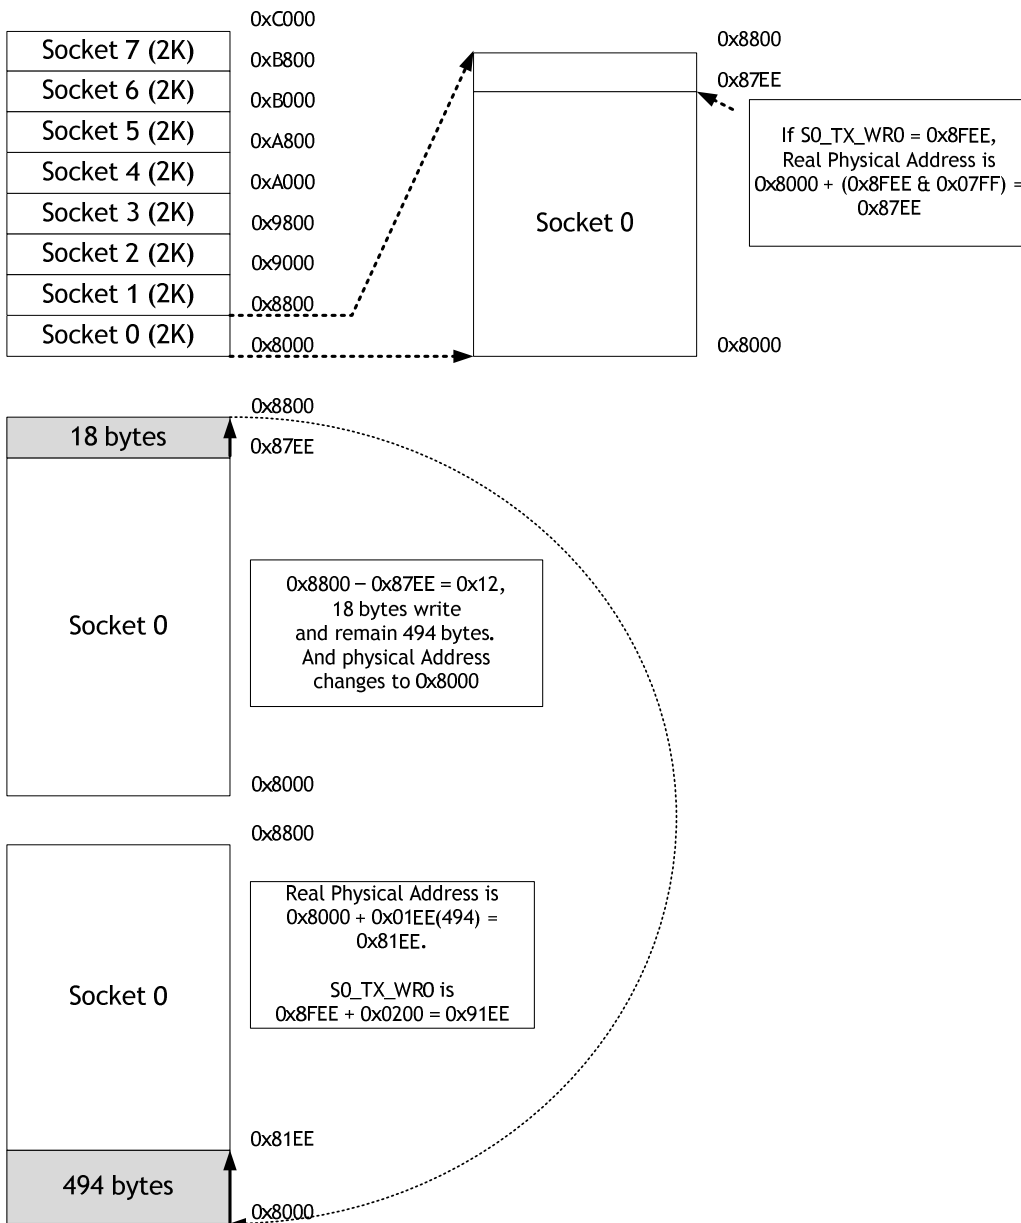 0xC000
Socket 7 (2K)
0xB800
Socket 6 (2K)
0xB000
Socket 5 (2K)
0xA800
Socket 4 (2K)
0xA000
Socket 3 (2K)
0x9800
Socket 2 (2K)
0x9000
Socket 1 (2K)
0x8800
Socket 0 (2K)
0x8000
0x8800
0x87EE
Socket 0
0x8000
If S0_TX_WR0 = 0x8FEE,
Real Physical Address is
0x8000 + (0x8FEE & 0x07FF) =
0x87EE
0x8800
18 bytes
0x87EE
Socket 0
0x8800 – 0x87EE = 0x12,
18 bytes write
and remain 494 bytes.
And physical Address
changes to 0x8000
0x8000
0x8800
Socket 0
Real Physical Address is
0x8000 + 0x01EE(494) =
0x81EE.
S0_TX_WR0 is
0x8FEE + 0x0200 = 0x91EE
0x81EE
494 bytes
0x8000